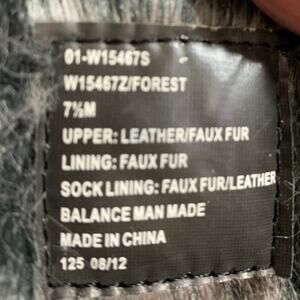 01-W15467S
W15467Z/FOREST
7½M
UPPER: LEATHER/FAUX FUR
LINING: FAUX FUR
SOCK LINING: FAUX FUR/LEATHER
BALANCE MAN MADE
MADE IN CHINA
125 08/12